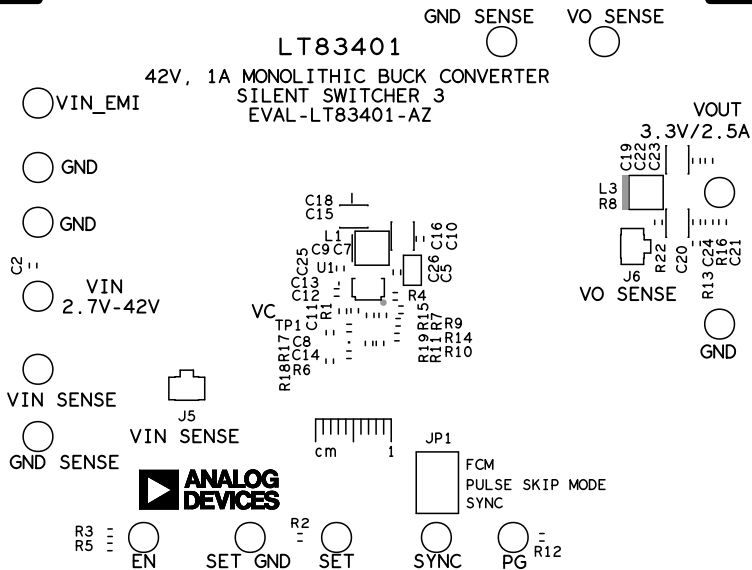 GND SENSE
VO SENSE
LT83401
42V, 1A MONOLITHIC BUCK CONVERTER
SILENT SWITCHER 3
EVAL-LT83401-AZ
VIN_EMI
GND
GND
C2
VIN
2.7V-42V
VIN SENSE
GND SENSE
J5
VIN SENSE
C18
C15
L1
C9 C7
C25
U1
C13
C12
C16
C10
C26
C5
R4
VC
TP1
C11
R1
R15
R7
R9
R17
C8
R14
C14
R19
R11
R10
R18
R6
VOUT
3.3V/2.5A
C19
C22
C23
L3
R8
J6
VO SENSE
R22
C20
C24
R13
R16
C21
GND
cm 1
JP1
FCM
PULSE SKIP MODE
SYNC
ANALOG
DEVICES
R3
R5
EN
SET GND
R2
SET
SYNC
PG
R12